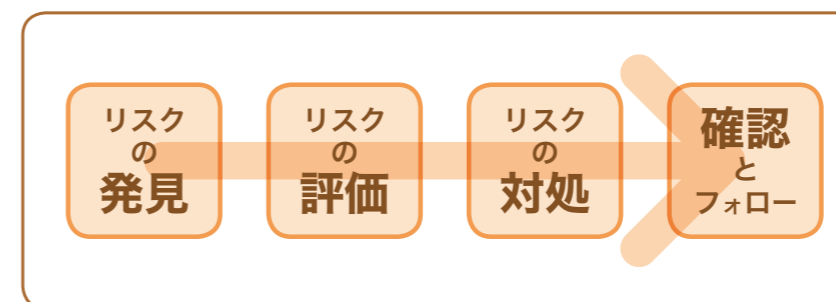 リスク
の
発見
リスク
の
評価
リスク
の
対処
確認
と
フォロー